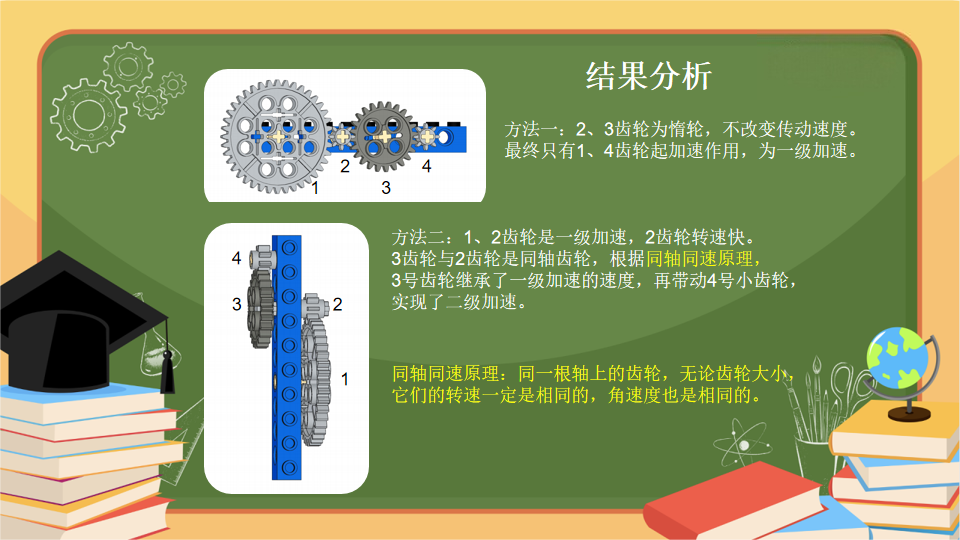 结果分析
方法一：2、3齿轮为惰轮，不改变传动速度。
最终只有1、4齿轮起加速作用，为一级加速。
2
4
1
3
方法二：1、2齿轮是一级加速，2齿轮转速快。
3齿轮与2齿轮是同轴齿轮，根据同轴同速原理，
3号齿轮继承了一级加速的速度，再带动4号小齿轮，
实现了二级加速。
4
3
2
1
同轴同速原理：同一根轴上的齿轮，无论齿轮大小，
它们的转速一定是相同的，角速度也是相同的。